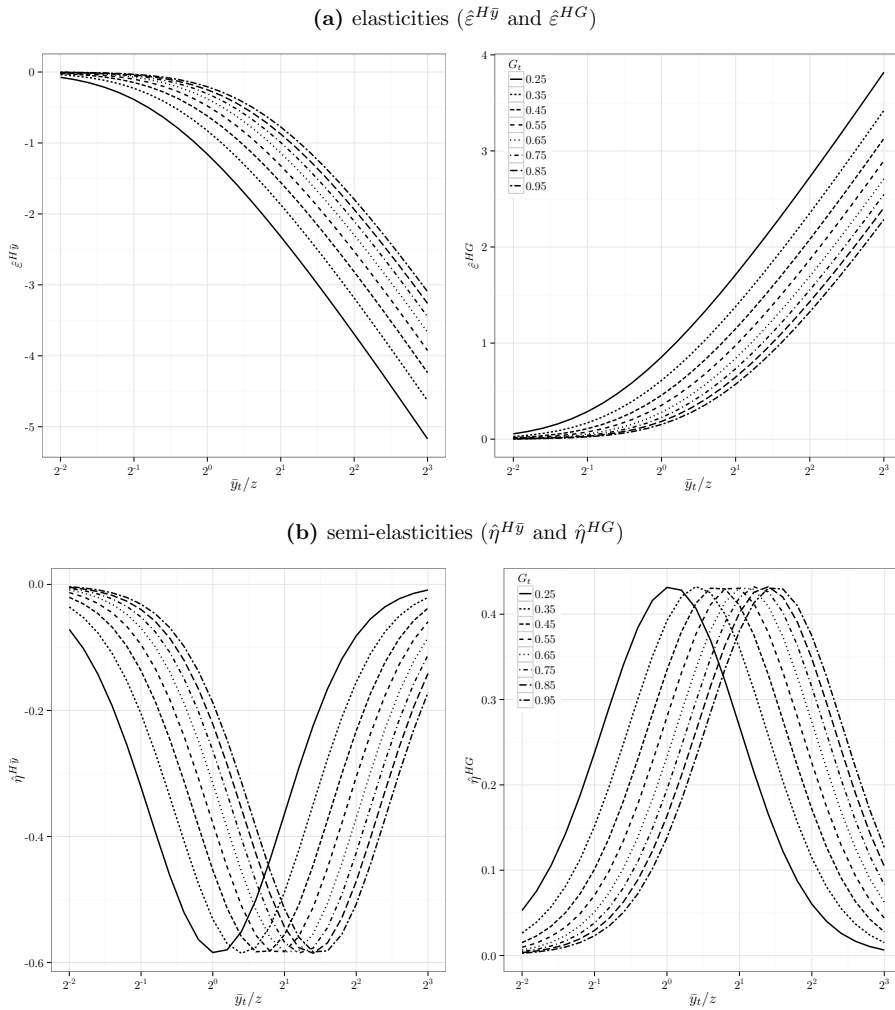 (a) elasticities (ε̂^{Hȳ} and ε̂^{HG})
0
-1
-2
-3
-4
-5
ε̂^{Hȳ}
2^{-2} 2^{-1} 2^0 2^1 2^2 2^3
ȳ_t/z
4
3
2
1
0
ε̂^{HG}
G_t
0.25
0.35
0.45
0.55
0.65
0.75
0.85
0.95
2^{-2} 2^{-1} 2^0 2^1 2^2 2^3
ȳ_t/z
(b) semi-elasticities (η̂^{Hȳ} and η̂^{HG})
0.0
-0.2
-0.4
-0.6
η̂^{Hȳ}
2^{-2} 2^{-1} 2^0 2^1 2^2 2^3
ȳ_t/z
0.4
0.3
0.2
0.1
0.0
η̂^{HG}
G_t
0.25
0.35
0.45
0.55
0.65
0.75
0.85
0.95
2^{-2} 2^{-1} 2^0 2^1 2^2 2^3
ȳ_t/z